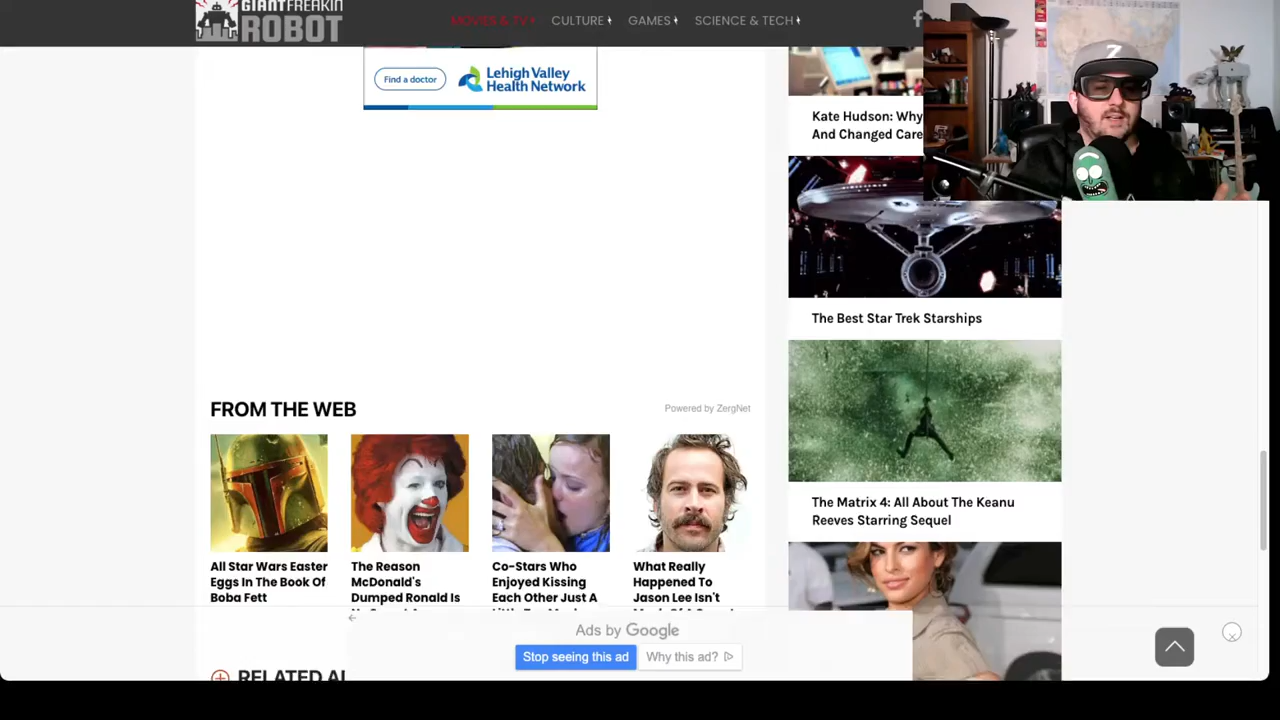 GIANT FREAKIN
ROBOT
MOVIES & TV
CULTURE
GAMES
SCIENCE & TECH
Find a doctor
Lehigh Valley
Health Network
Kate Hudson: Why
And Changed Care
The Best Star Trek Starships
FROM THE WEB
Powered by ZergNet
The Matrix 4: All About The Keanu
Reeves Starring Sequel
All Star Wars Easter
Eggs In The Book Of
Boba Fett
The Reason
McDonald's
Dumped Ronald Is
Co-Stars Who
Enjoyed Kissing
Each Other Just A
What Really
Happened To
Jason Lee Isn't
Ads by Google
Stop seeing this ad
Why this ad?
RELATED
Z